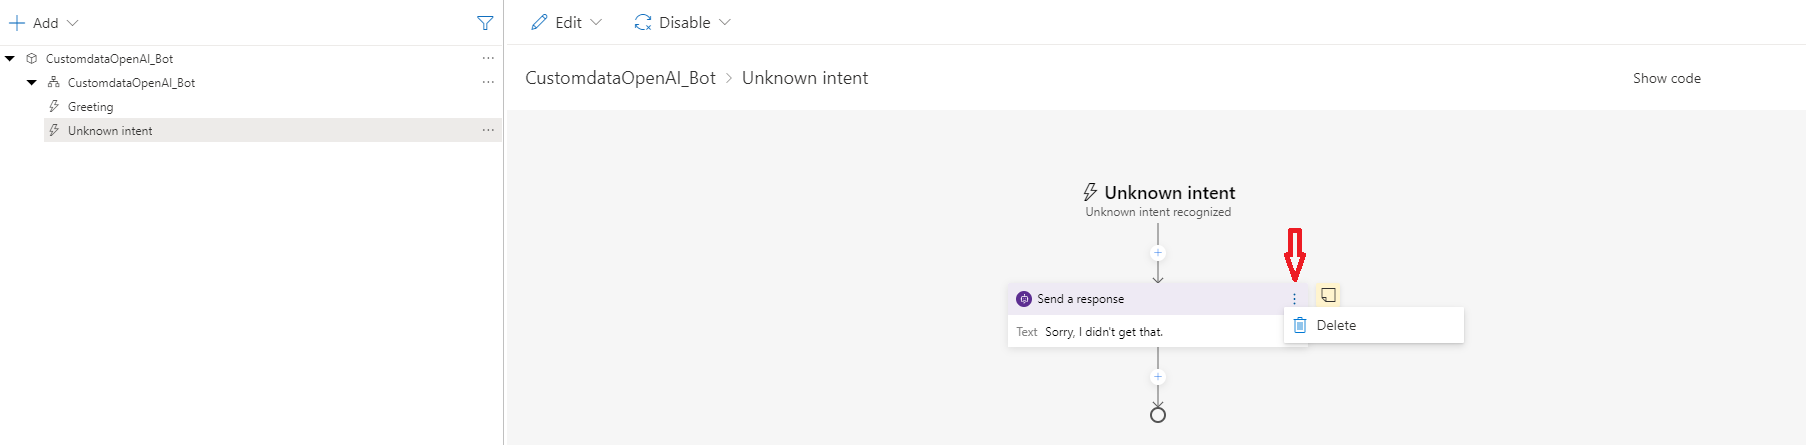 Add
CustomdataOpenAI_Bot
CustomdataOpenAI_Bot
Greeting
Unknown intent
Edit
Disable
CustomdataOpenAI_Bot > Unknown intent
Show code
Unknown intent
Unknown intent recognized
Send a response
Delete
Text Sorry, I didn't get that.